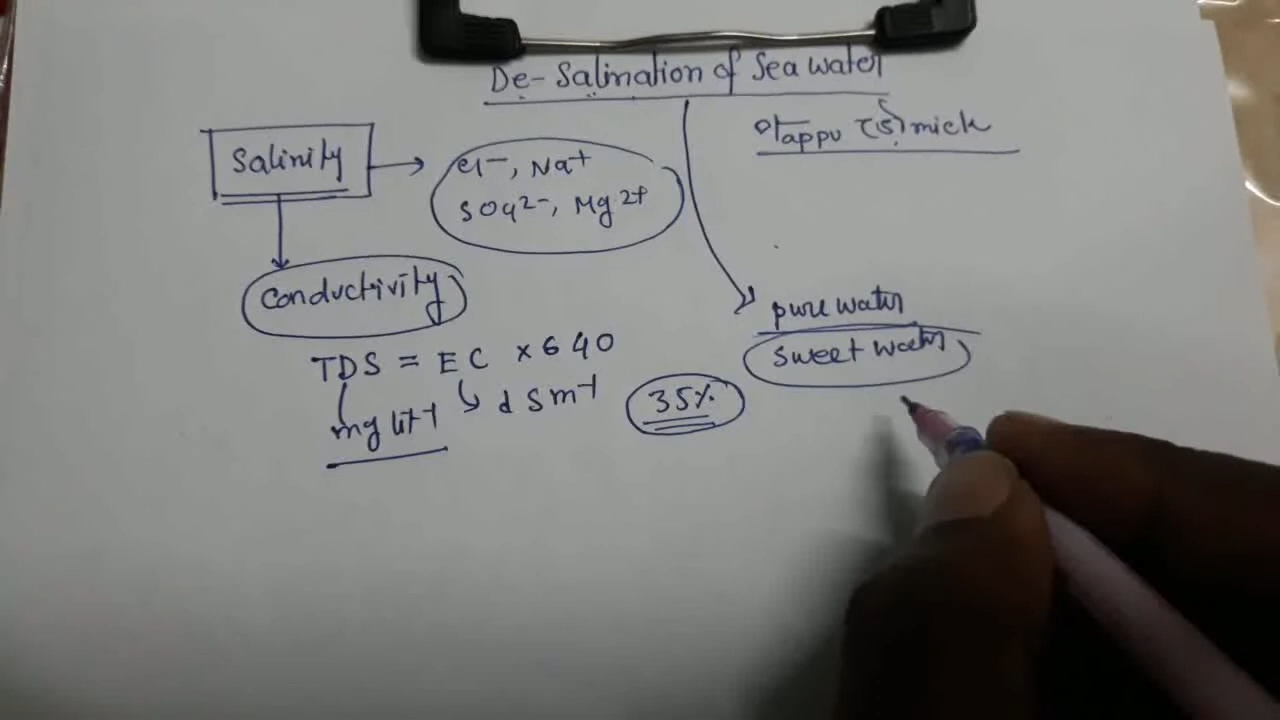 De-Salination of Sea water
Salinity
Cl-, Na+
SO42-, Mg2+
Conductivity
TDS = EC × 640
mg lit-1
dSm-1
35%
pure water
sweet water